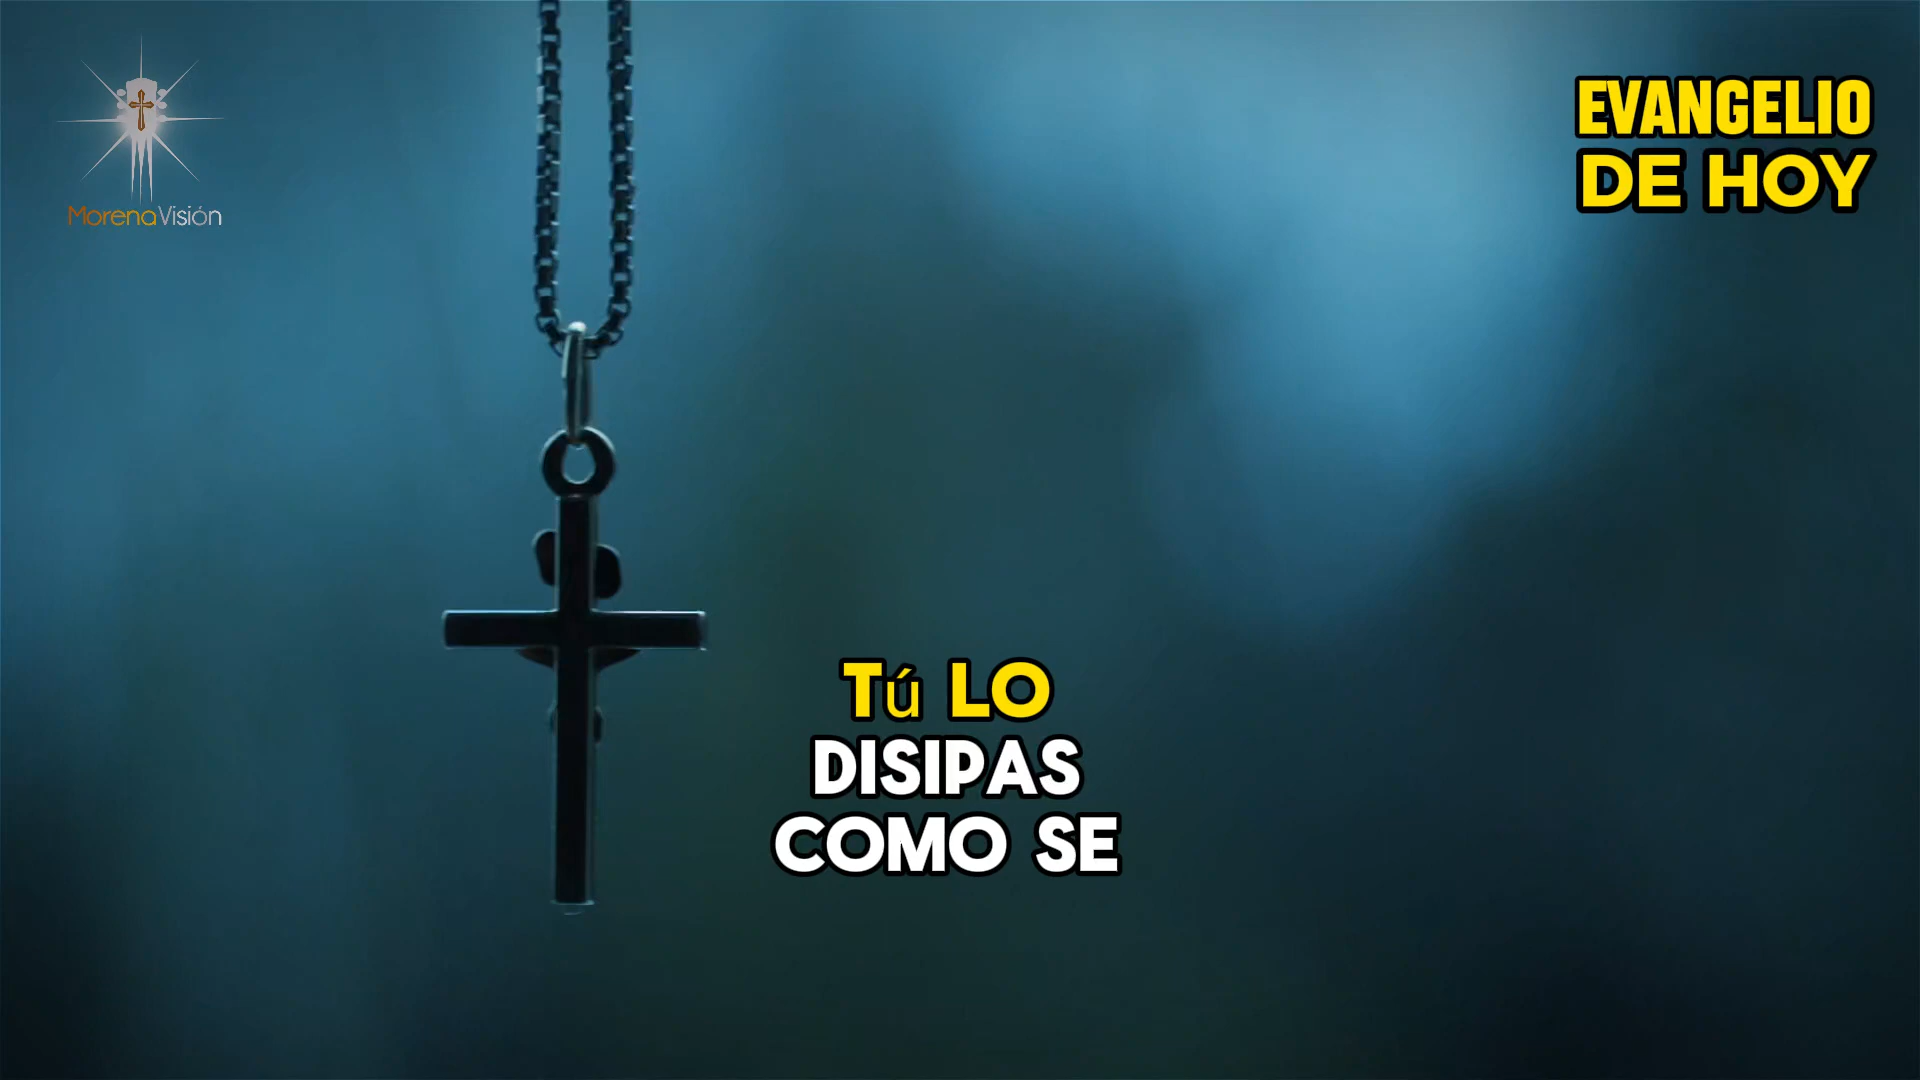 MorenaVisión
EVANGELIO
DE HOY
Tú LO
DISIPAS
COMO SE